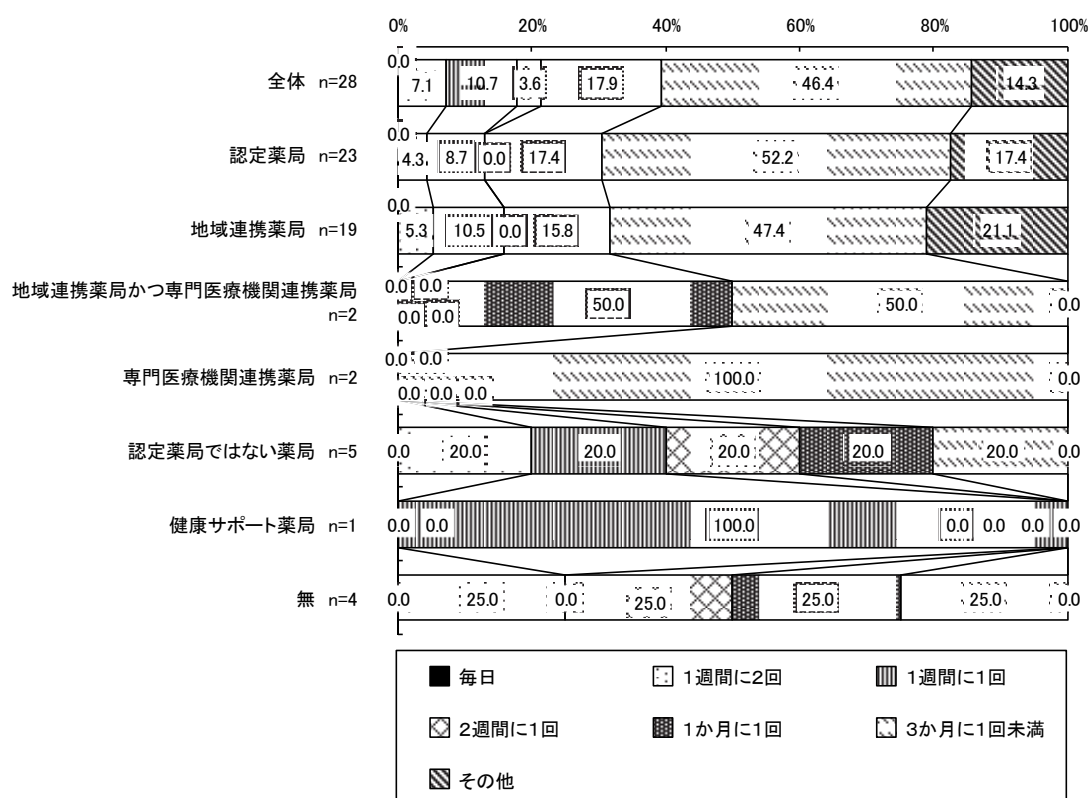 0% 20% 40% 60% 80% 100%
全体 n=28
0.0 7.1 10.7 3.6 17.9 46.4 14.3
認定薬局 n=23
0.0 4.3 8.7 0.0 17.4 52.2 17.4
地域連携薬局 n=19
0.0 5.3 10.5 0.0 15.8 47.4 21.1
地域連携薬局かつ専門医療機関連携薬局
n=2
0.0 0.0 0.0 0.0 50.0 50.0 0.0
専門医療機関連携薬局 n=2
0.0 0.0 0.0 0.0 0.0 100.0 0.0
認定薬局ではない薬局 n=5
0.0 20.0 20.0 20.0 20.0 20.0 0.0
健康サポート薬局 n=1
0.0 0.0 100.0 0.0 0.0 0.0 0.0
無 n=4
0.0 25.0 0.0 25.0 25.0 25.0 0.0
毎日 1週間に2回 1週間に1回
2週間に1回 1か月に1回 3か月に1回未満
その他